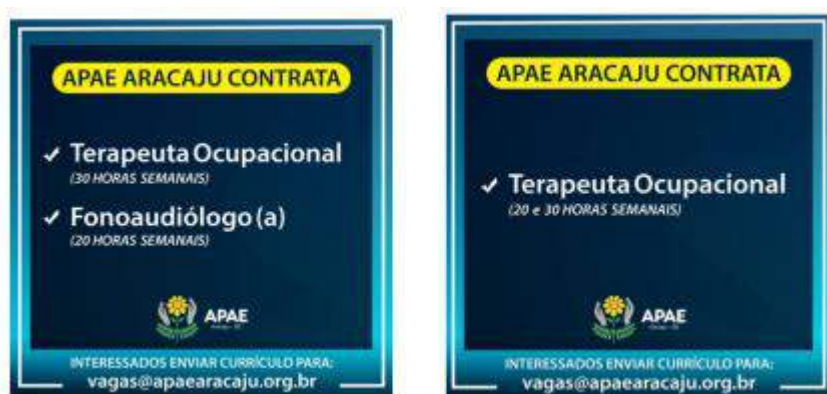 APAE ARACAJU CONTRATA
Terapeuta Ocupacional
(30 HORAS SEMANAIS)
Fonoaudiólogo (a)
(20 HORAS SEMANAIS)
APAE
INTERESSADOS ENVIAR CURRÍCULO PARA:
vagas@apaearacaju.org.br
APAE ARACAJU CONTRATA
Terapeuta Ocupacional
(20 e 30 HORAS SEMANAIS)
APAE
INTERESSADOS ENVIAR CURRÍCULO PARA:
vagas@apaearacaju.org.br